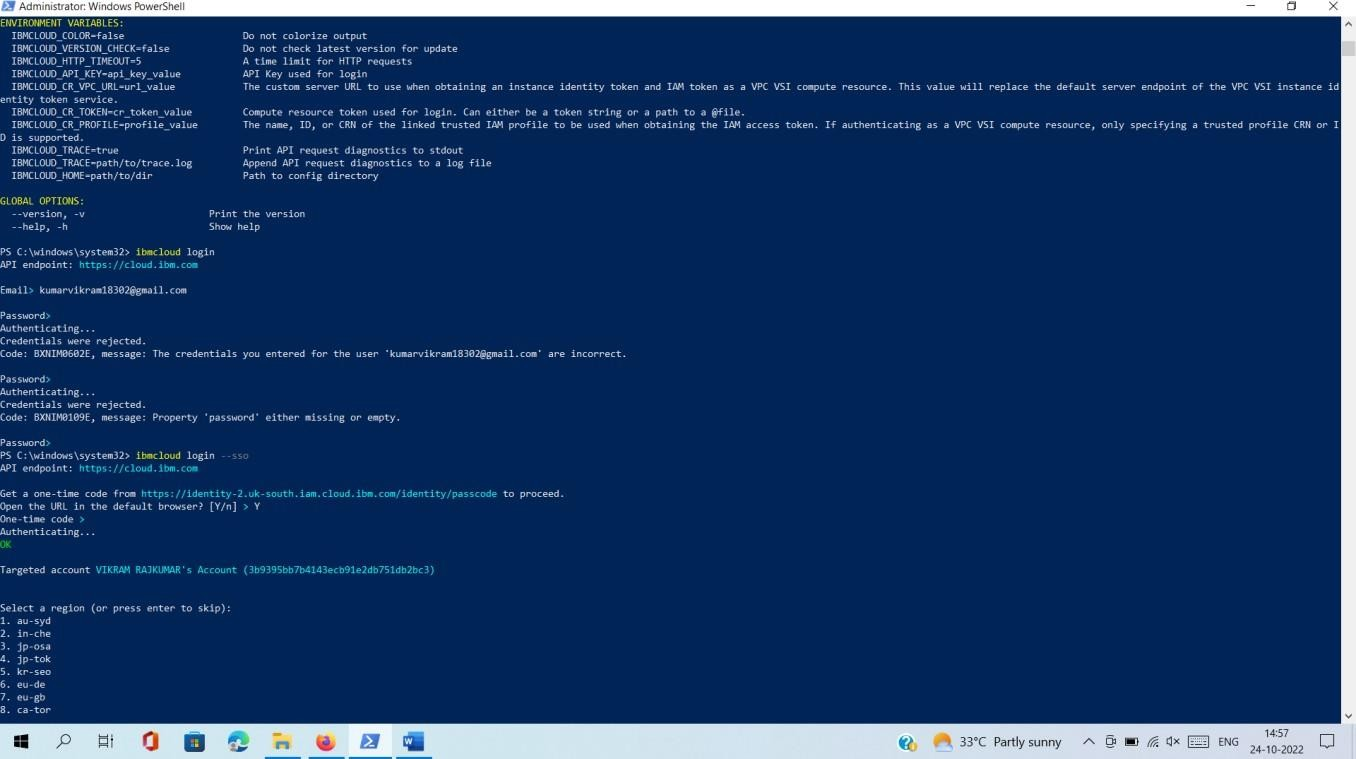 Administrator: Windows PowerShell
ENVIRONMENT VARIABLES:
IBMCLOUD_COLOR=false Do not colorize output
IBMCLOUD_VERSION_CHECK=false Do not check latest version for update
IBMCLOUD_HTTP_TIMEOUT=5 A time limit for HTTP requests
IBMCLOUD_API_KEY=api_key_value API Key used for login
IBMCLOUD_CR_VPC_URL=url_value The custom server URL to use when obtaining an instance identity token and IAM token as a VPC VSI compute resource. This value will replace the default server endpoint of the VPC VSI instance id
entity token service.
IBMCLOUD_CR_TOKEN=cr_token_value Compute resource token used for login. Can either be a token string or a path to a @file.
IBMCLOUD_CR_PROFILE=profile_value The name, ID, or CRN of the linked trusted IAM profile to be used when obtaining the IAM access token. If authenticating as a VPC VSI compute resource, only specifying a trusted profile CRN or I
D is supported.
IBMCLOUD_TRACE=true Print API request diagnostics to stdout
IBMCLOUD_TRACE=path/to/trace.log Append API request diagnostics to a log file
IBMCLOUD_HOME=path/to/dir Path to config directory
GLOBAL OPTIONS:
--version, -v Print the version
--help, -h Show help
PS C:\windows\system32> ibmcloud login
API endpoint: https://cloud.ibm.com
Email> kumarvikram18302@gmail.com
Password>
Authenticating...
Credentials were rejected.
Code: BXNIM0602E, message: The credentials you entered for the user 'kumarvikram18302@gmail.com' are incorrect.
Password>
Authenticating...
Credentials were rejected.
Code: BXNIM0109E, message: Property 'password' either missing or empty.
Password>
PS C:\windows\system32> ibmcloud login --sso
API endpoint: https://cloud.ibm.com
Get a one-time code from https://identity-2.uk-south.iam.cloud.ibm.com/identity/passcode to proceed.
Open the URL in the default browser? [Y/n] > Y
One-time code >
Authenticating...
OK
Targeted account VIKRAM RAJKUMAR's Account (3b9395bb7b4143ecb91e2db751db2bc3)
Select a region (or press enter to skip):
1. au-syd
2. in-che
3. jp-osa
4. jp-tok
5. kr-seo
6. eu-de
7. eu-gb
8. ca-tor
33°C Partly sunny
ENG
14:57
24-10-2022